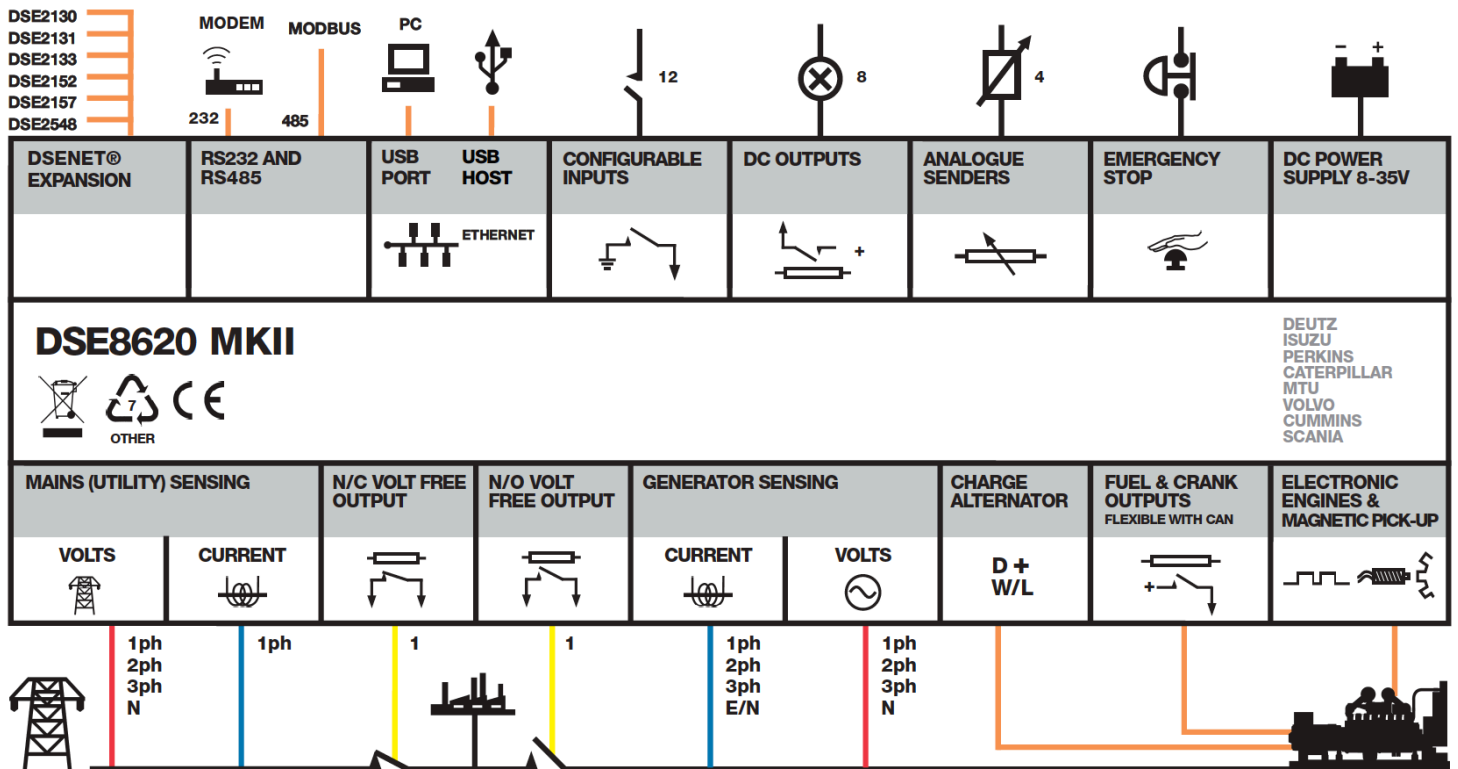 DSE2130
DSE2131
DSE2133
DSE2152
DSE2157
DSE2548
MODEM
232
MODBUS
485
PC
12
8
4
- +
DSENET®
EXPANSION
RS232 AND
RS485
USB
PORT
USB
HOST
ETHERNET
CONFIGURABLE
INPUTS
DC OUTPUTS
+
ANALOGUE
SENDERS
EMERGENCY
STOP
DC POWER
SUPPLY 8-35V
DSE8620 MKII
7
OTHER
CE
DEUTZ
ISUZU
PERKINS
CATERPILLAR
MTU
VOLVO
CUMMINS
SCANIA
MAINS (UTILITY) SENSING
VOLTS
CURRENT
N/C VOLT FREE
OUTPUT
N/O VOLT
FREE OUTPUT
GENERATOR SENSING
CURRENT
VOLTS
CHARGE
ALTERNATOR
D +
W/L
FUEL & CRANK
OUTPUTS
FLEXIBLE WITH CAN
+
ELECTRONIC
ENGINES &
MAGNETIC PICK-UP
1ph
2ph
3ph
N
1ph
1
1
1ph
2ph
3ph
E/N
1ph
2ph
3ph
N